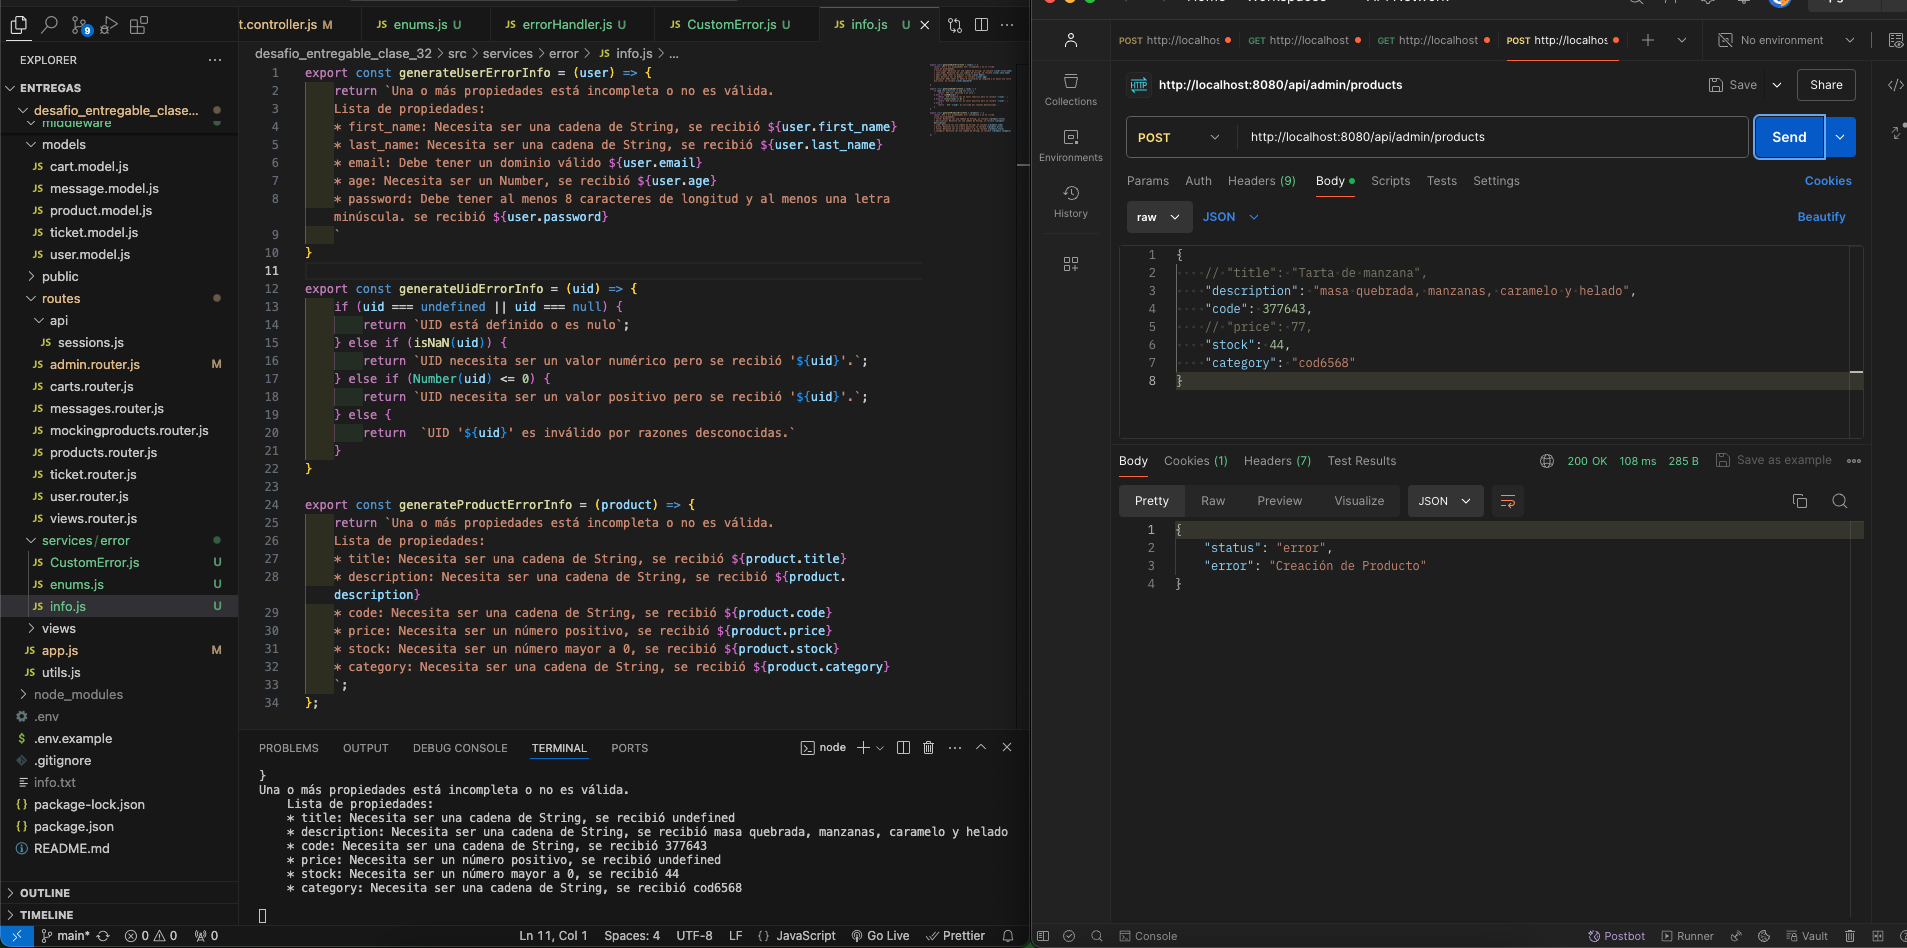 t.controller.js M
JS enums.js U
JS errorHandler.js U
JS CustomError.js U
JS info.js U
EXPLORER
ENTREGAS
desafio_entregable_clase...
middleware
models
JS cart.model.js
JS message.model.js
JS product.model.js
JS ticket.model.js
JS user.model.js
public
routes
api
JS sessions.js
JS admin.router.js M
JS carts.router.js
JS messages.router.js
JS mockingproducts.router.js
JS products.router.js
JS ticket.router.js
JS user.router.js
JS views.router.js
services/error
JS CustomError.js U
JS enums.js U
JS info.js U
views
JS app.js M
JS utils.js
node_modules
.env
$ .env.example
.gitignore
info.txt
{} package-lock.json
{} package.json
README.md
OUTLINE
TIMELINE
desafio_entregable_clase_32 > src > services > error > JS info.js > ...
1 export const generateUserErrorInfo = (user) => {
2 return `Una o más propiedades está incompleta o no es válida.
3 Lista de propiedades:
4 * first_name: Necesita ser una cadena de String, se recibió ${user.first_name}
5 * last_name: Necesita ser una cadena de String, se recibió ${user.last_name}
6 * email: Debe tener un dominio válido ${user.email}
7 * age: Necesita ser un Number, se recibió ${user.age}
8 * password: Debe tener al menos 8 caracteres de longitud y al menos una letra
minúscula. se recibió ${user.password}
9 `
10 }
11
12 export const generateUidErrorInfo = (uid) => {
13 if (uid === undefined || uid === null) {
14 return `UID está definido o es nulo`;
15 } else if (isNaN(uid)) {
16 return `UID necesita ser un valor numérico pero se recibió '${uid}'.`;
17 } else if (Number(uid) <= 0) {
18 return `UID necesita ser un valor positivo pero se recibió '${uid}'.`;
19 } else {
20 return  `UID '${uid}' es inválido por razones desconocidas.`
21 }
22 }
23
24 export const generateProductErrorInfo = (product) => {
25 return `Una o más propiedades está incompleta o no es válida.
26 Lista de propiedades:
27 * title: Necesita ser una cadena de String, se recibió ${product.title}
28 * description: Necesita ser una cadena de String, se recibió ${product.
description}
29 * code: Necesita ser una cadena de String, se recibió ${product.code}
30 * price: Necesita ser un número positivo, se recibió ${product.price}
31 * stock: Necesita ser un número mayor a 0, se recibió ${product.stock}
32 * category: Necesita ser una cadena de String, se recibió ${product.category}
33 `;
34 };
PROBLEMS OUTPUT DEBUG CONSOLE TERMINAL PORTS node
}
Una o más propiedades está incompleta o no es válida.
Lista de propiedades:
* title: Necesita ser una cadena de String, se recibió undefined
* description: Necesita ser una cadena de String, se recibió masa quebrada, manzanas, caramelo y helado
* code: Necesita ser una cadena de String, se recibió 377643
* price: Necesita ser un número positivo, se recibió undefined
* stock: Necesita ser un número mayor a 0, se recibió 44
* category: Necesita ser una cadena de String, se recibió cod6568
main* 0 0 0 Ln 11, Col 1 Spaces: 4 UTF-8 LF {} JavaScript Go Live Prettier
POST http://localhos GET http://localhost GET http://localhost POST http://localhos No environment
Collections
Environments
History
HTTP http://localhost:8080/api/admin/products Save Share
POST http://localhost:8080/api/admin/products Send
Params Auth Headers (9) Body Scripts Tests Settings Cookies
raw JSON Beautify
1 {
2 // "title": "Tarta de manzana",
3 "description": "masa quebrada, manzanas, caramelo y helado",
4 "code": 377643,
5 // "price": 77,
6 "stock": 44,
7 "category": "cod6568"
8 }
Body Cookies (1) Headers (7) Test Results 200 OK 108 ms 285 B Save as example
Pretty Raw Preview Visualize JSON
1 {
2 "status": "error",
3 "error": "Creación de Producto"
4 }
Console Postbot Runner Vault